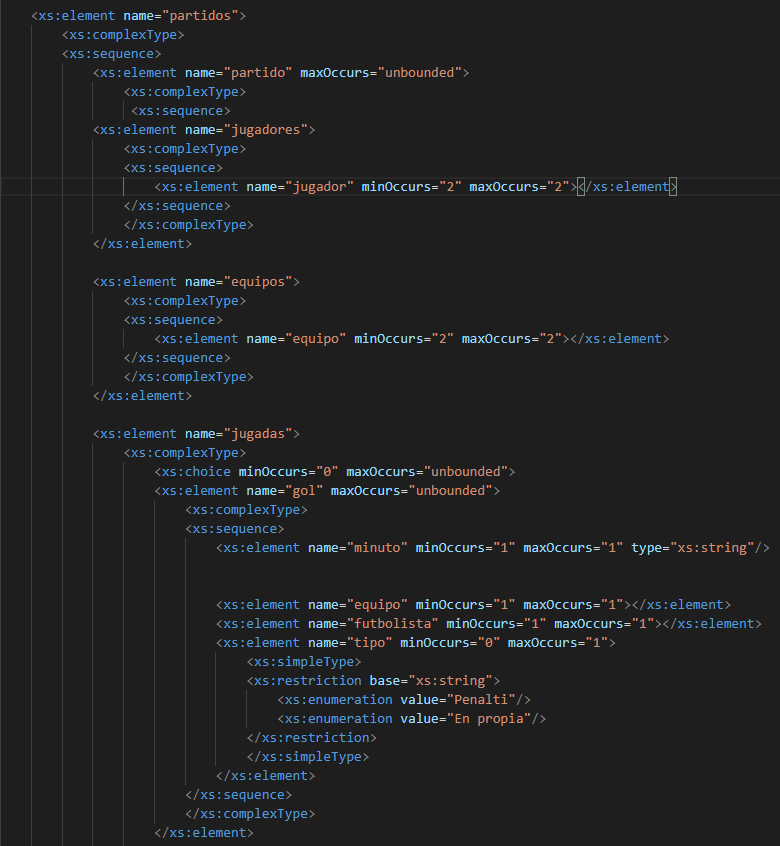 <xs:element name="partidos">
<xs:complexType>
<xs:sequence>
<xs:element name="partido" maxOccurs="unbounded">
<xs:complexType>
<xs:sequence>
<xs:element name="jugadores">
<xs:complexType>
<xs:sequence>
<xs:element name="jugador" minOccurs="2" maxOccurs="2"></xs:element>
</xs:sequence>
</xs:complexType>
</xs:element>
<xs:element name="equipos">
<xs:complexType>
<xs:sequence>
<xs:element name="equipo" minOccurs="2" maxOccurs="2"></xs:element>
</xs:sequence>
</xs:complexType>
</xs:element>
<xs:element name="jugadas">
<xs:complexType>
<xs:choice minOccurs="0" maxOccurs="unbounded">
<xs:element name="gol" maxOccurs="unbounded">
<xs:complexType>
<xs:sequence>
<xs:element name="minuto" minOccurs="1" maxOccurs="1" type="xs:string"/>
<xs:element name="equipo" minOccurs="1" maxOccurs="1"></xs:element>
<xs:element name="futbolista" minOccurs="1" maxOccurs="1"></xs:element>
<xs:element name="tipo" minOccurs="0" maxOccurs="1">
<xs:simpleType>
<xs:restriction base="xs:string">
<xs:enumeration value="Penalti"/>
<xs:enumeration value="En propia"/>
</xs:restriction>
</xs:simpleType>
</xs:element>
</xs:sequence>
</xs:complexType>
</xs:element>